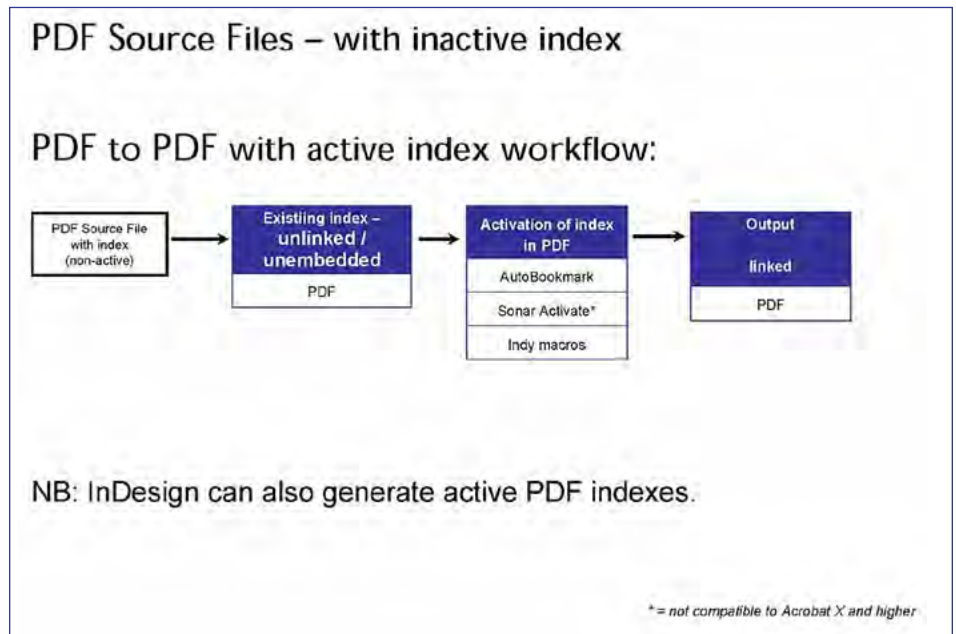 PDF Source Files – with inactive index
PDF to PDF with active index workflow:
PDF Source File
with index
(non-active)
Existiing index –
unlinked /
unembedded
PDF
Activation of index
in PDF
AutoBookmark
Sonar Activate*
Indy macros
Output
linked
PDF
NB: InDesign can also generate active PDF indexes.
* = not compatible to Acrobat X and higher